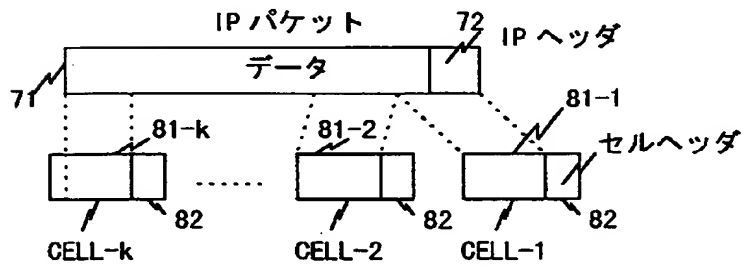 IPパケット
72
IPヘッダ
データ
71
81-k
81-2
81-1
セルヘッダ
82
82
82
CELL-k
CELL-2
CELL-1